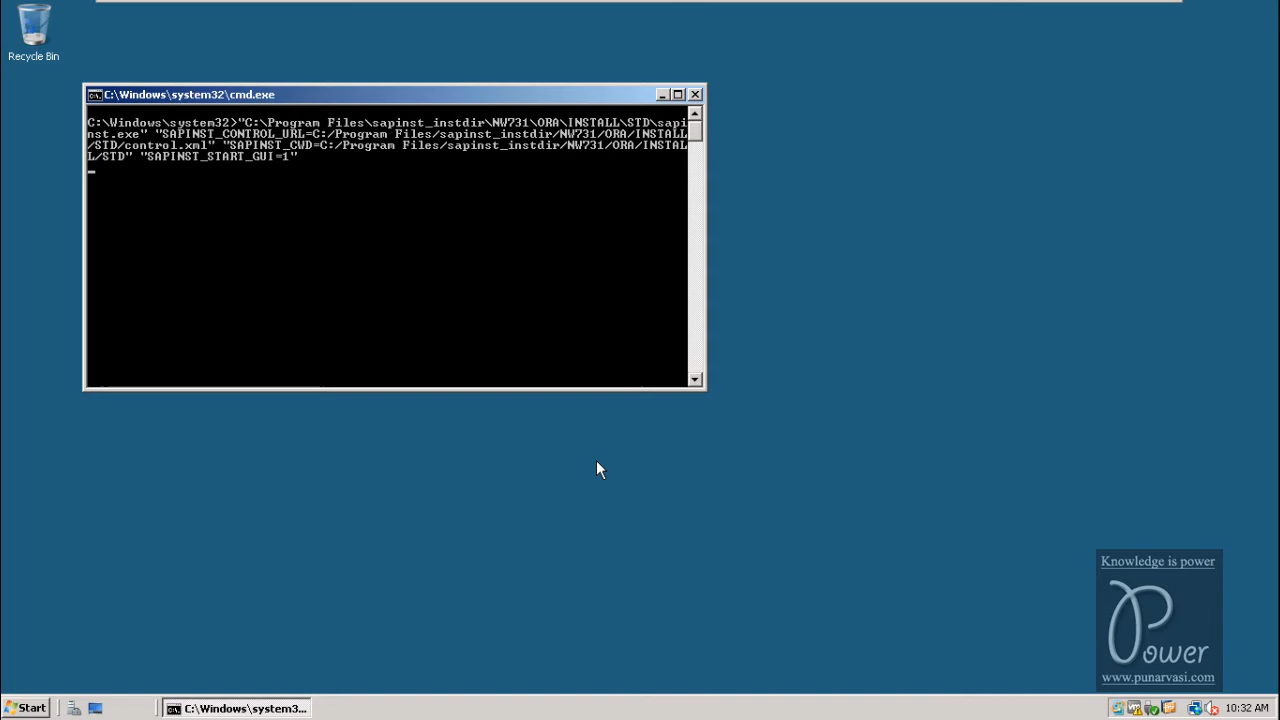 Recycle Bin
C:\Windows\system32\cmd.exe
C:\Windows\system32>"C:\Program Files\sapinst_instdir\NW731\ORA\INSTALL\STD\sapi
nst.exe" "SAPINST_CONTROL_URL=C:/Program Files/sapinst_instdir/NW731/ORA/INSTALL
/STD/control.xml" "SAPINST_CWD=C:/Program Files/sapinst_instdir/NW731/ORA/INSTAL
L/STD" "SAPINST_START_GUI=1"
Knowledge is power
Power
www.punarvasi.com
Start
C:\Windows\system3...
10:32 AM